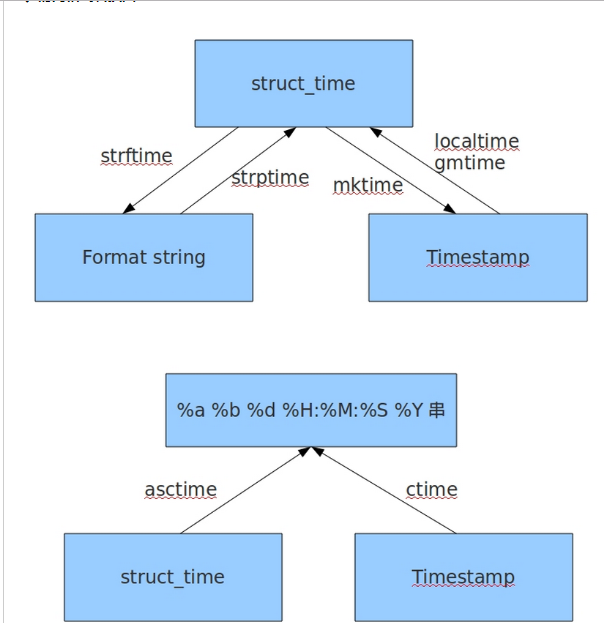 struct_time
strftime
strptime
mktime
localtime
gmtime
Format string
Timestamp
%a %b %d %H:%M:%S %Y 串
asctime
ctime
struct_time
Timestamp